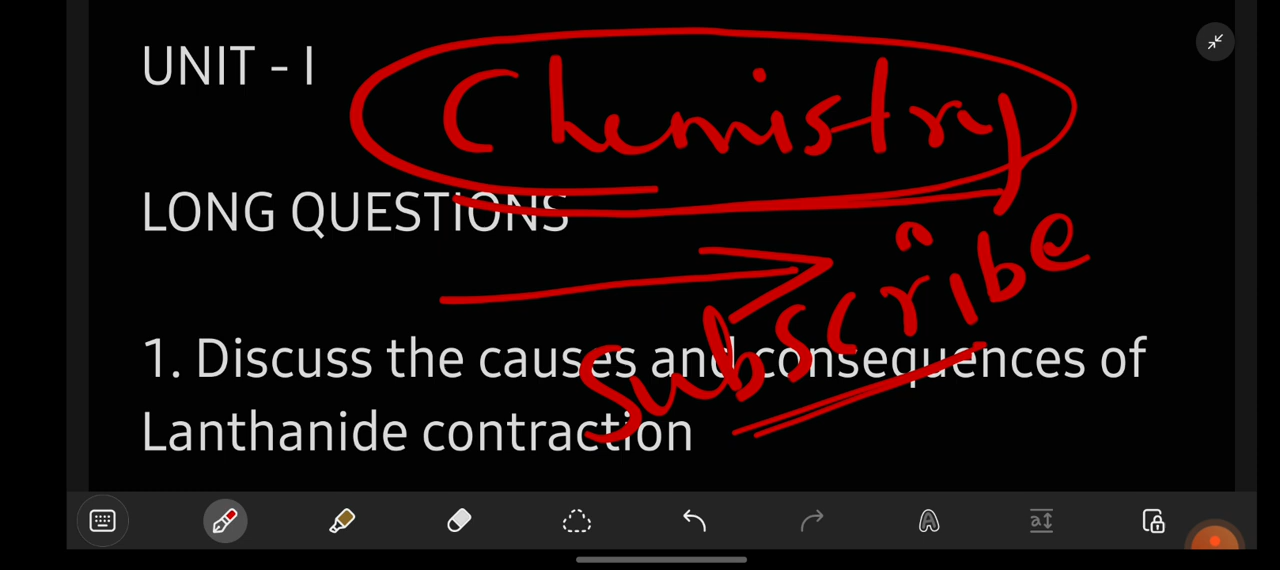 UNIT - I
Chemistry
LONG QUESTIONS
Subscribe
1. Discuss the causes and consequences of
Lanthanide contraction